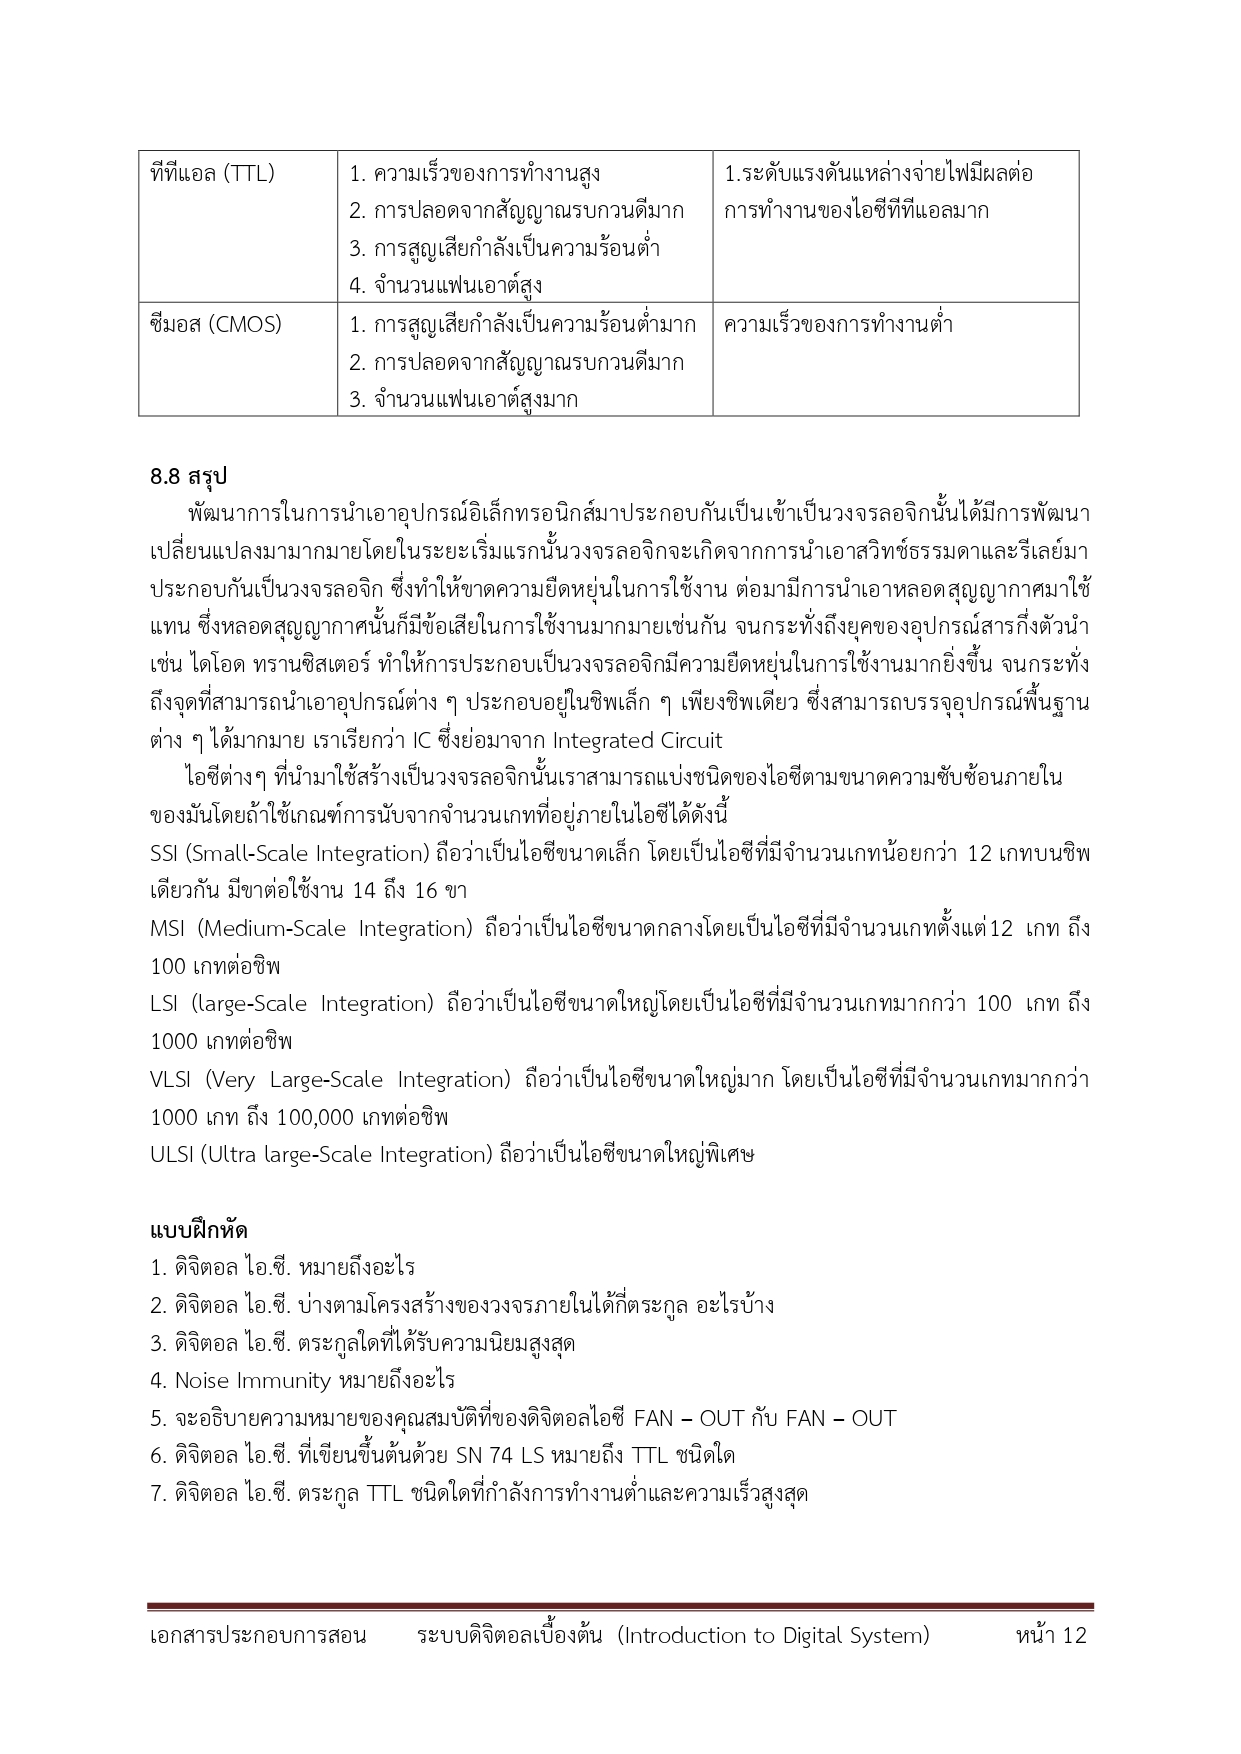 ทีทีแอล (TTL)
1. ความเร็วของการทำงานสูง
2. การปลอดจากสัญญาณรบกวนดีมาก
3. การสูญเสียกำลังเป็นความร้อนต่ำ
4. จำนวนแฟนเอาต์สูง
1.ระดับแรงดันแหล่งจ่ายไฟมีผลต่อ
การทำงานของไอซีทีทีแอลมาก
ซีมอส (CMOS)
1. การสูญเสียกำลังเป็นความร้อนต่ำมาก
2. การปลอดจากสัญญาณรบกวนดีมาก
3. จำนวนแฟนเอาต์สูงมาก
ความเร็วของการทำงานต่ำ
8.8 สรุป
พัฒนาการในการนำเอาอุปกรณ์อิเล็กทรอนิกส์มาประกอบกันเป็นเข้าเป็นวงจรลอจิกนั้นได้มีการพัฒนา
เปลี่ยนแปลงมามากมายโดยในระยะเริ่มแรกนั้นวงจรลอจิกจะเกิดจากการนำเอาสวิทช์ธรรมดาและรีเลย์มา
ประกอบกันเป็นวงจรลอจิก ซึ่งทำให้ขาดความยืดหยุ่นในการใช้งาน ต่อมามีการนำเอาหลอดสุญญากาศมาใช้
แทน ซึ่งหลอดสุญญากาศนั้นก็มีข้อเสียในการใช้งานมากมายเช่นกัน จนกระทั่งถึงยุคของอุปกรณ์สารกึ่งตัวนำ
เช่น ไดโอด ทรานซิสเตอร์ ทำให้การประกอบเป็นวงจรลอจิกมีความยืดหยุ่นในการใช้งานมากยิ่งขึ้น จนกระทั่ง
ถึงจุดที่สามารถนำเอาอุปกรณ์ต่าง ๆ ประกอบอยู่ในชิพเล็ก ๆ เพียงชิพเดียว ซึ่งสามารถบรรจุอุปกรณ์พื้นฐาน
ต่าง ๆ ได้มากมาย เราเรียกว่า IC ซึ่งย่อมาจาก Integrated Circuit
ไอซีต่างๆ ที่นำมาใช้สร้างเป็นวงจรลอจิกนั้นเราสามารถแบ่งชนิดของไอซีตามขนาดความซับซ้อนภายใน
ของมันโดยถ้าใช้เกณฑ์การนับจากจำนวนเกทที่อยู่ภายในไอซีได้ดังนี้
SSI (Small-Scale Integration) ถือว่าเป็นไอซีขนาดเล็ก โดยเป็นไอซีที่มีจำนวนเกทน้อยกว่า 12 เกทบนชิพ
เดียวกัน มีขาต่อใช้งาน 14 ถึง 16 ขา
MSI (Medium-Scale Integration) ถือว่าเป็นไอซีขนาดกลางโดยเป็นไอซีที่มีจำนวนเกทตั้งแต่12 เกท ถึง
100 เกทต่อชิพ
LSI (large-Scale Integration) ถือว่าเป็นไอซีขนาดใหญ่โดยเป็นไอซีที่มีจำนวนเกทมากกว่า 100 เกท ถึง
1000 เกทต่อชิพ
VLSI (Very Large-Scale Integration) ถือว่าเป็นไอซีขนาดใหญ่มาก โดยเป็นไอซีที่มีจำนวนเกทมากกว่า
1000 เกท ถึง 100,000 เกทต่อชิพ
ULSI (Ultra large-Scale Integration) ถือว่าเป็นไอซีขนาดใหญ่พิเศษ
แบบฝึกหัด
1. ดิจิตอล ไอ.ซี. หมายถึงอะไร
2. ดิจิตอล ไอ.ซี. บ่างตามโครงสร้างของวงจรภายในได้กี่ตระกูล อะไรบ้าง
3. ดิจิตอล ไอ.ซี. ตระกูลใดที่ได้รับความนิยมสูงสุด
4. Noise Immunity หมายถึงอะไร
5. จะอธิบายความหมายของคุณสมบัติที่ของดิจิตอลไอซี FAN – OUT กับ FAN – OUT
6. ดิจิตอล ไอ.ซี. ที่เขียนขึ้นต้นด้วย SN 74 LS หมายถึง TTL ชนิดใด
7. ดิจิตอล ไอ.ซี. ตระกูล TTL ชนิดใดที่กำลังการทำงานต่ำและความเร็วสูงสุด
เอกสารประกอบการสอน ระบบดิจิตอลเบื้องต้น (Introduction to Digital System) หน้า 12